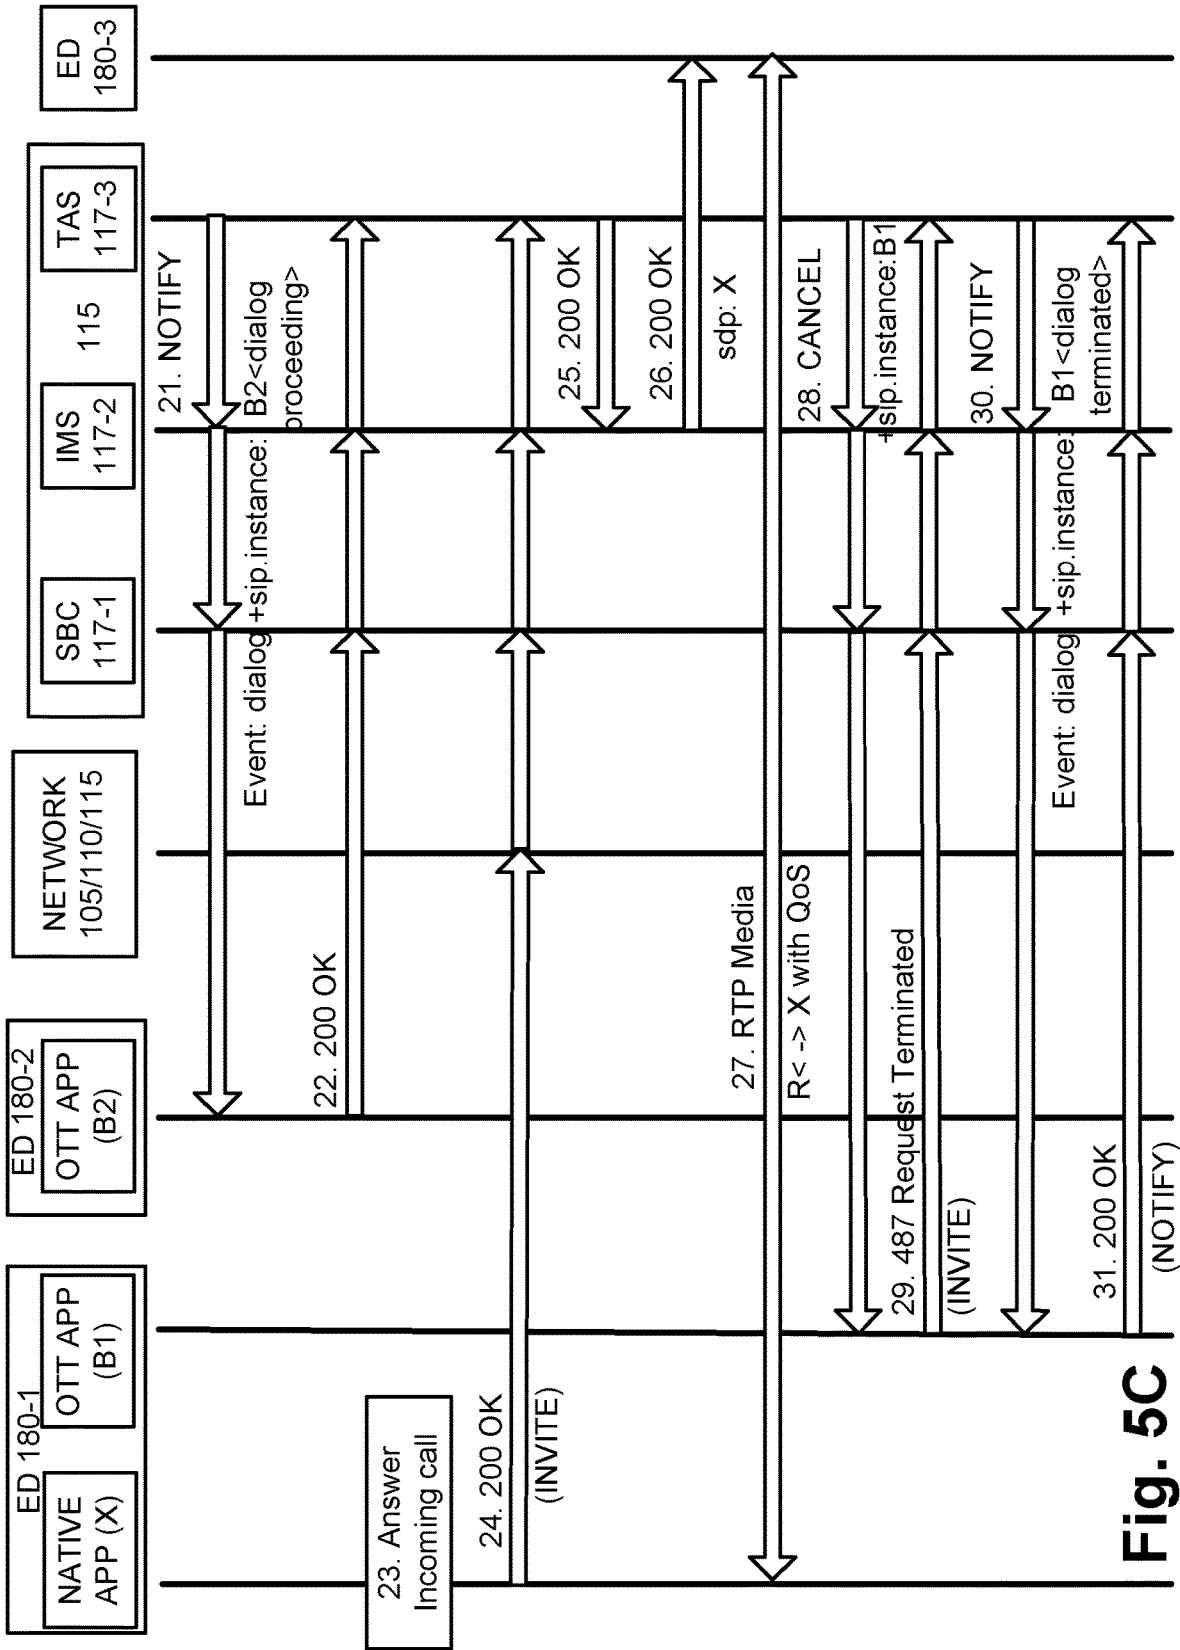 ED 180-1
NATIVE
APP (X)
OTT APP
(B1)
ED 180-2
OTT APP
(B2)
NETWORK
105/110/115
SBC
117-1
IMS
117-2
115
TAS
117-3
ED
180-3
21. NOTIFY
Event: dialog +sip.instance: B2<dialog
proceeding>
22. 200 OK
23. Answer
Incoming call
24. 200 OK
(INVITE)
25. 200 OK
26. 200 OK
sdp: X
27. RTP Media
R< -> X with QoS
28. CANCEL
+sip.instance:B1
29. 487 Request Terminated
(INVITE)
30. NOTIFY
Event: dialog +sip.instance: B1<dialog
terminated>
31. 200 OK
(NOTIFY)
Fig. 5C